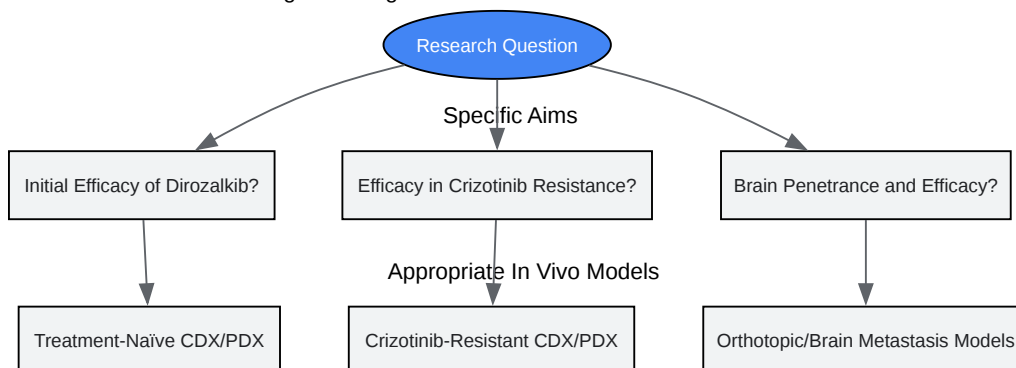 Research Question
Specific Aims
Initial Efficacy of Dirozalkib?
Efficacy in Crizotinib Resistance?
Brain Penetrance and Efficacy?
Appropriate In Vivo Models
Treatment-Naïve CDX/PDX
Crizotinib-Resistant CDX/PDX
Orthotopic/Brain Metastasis Models